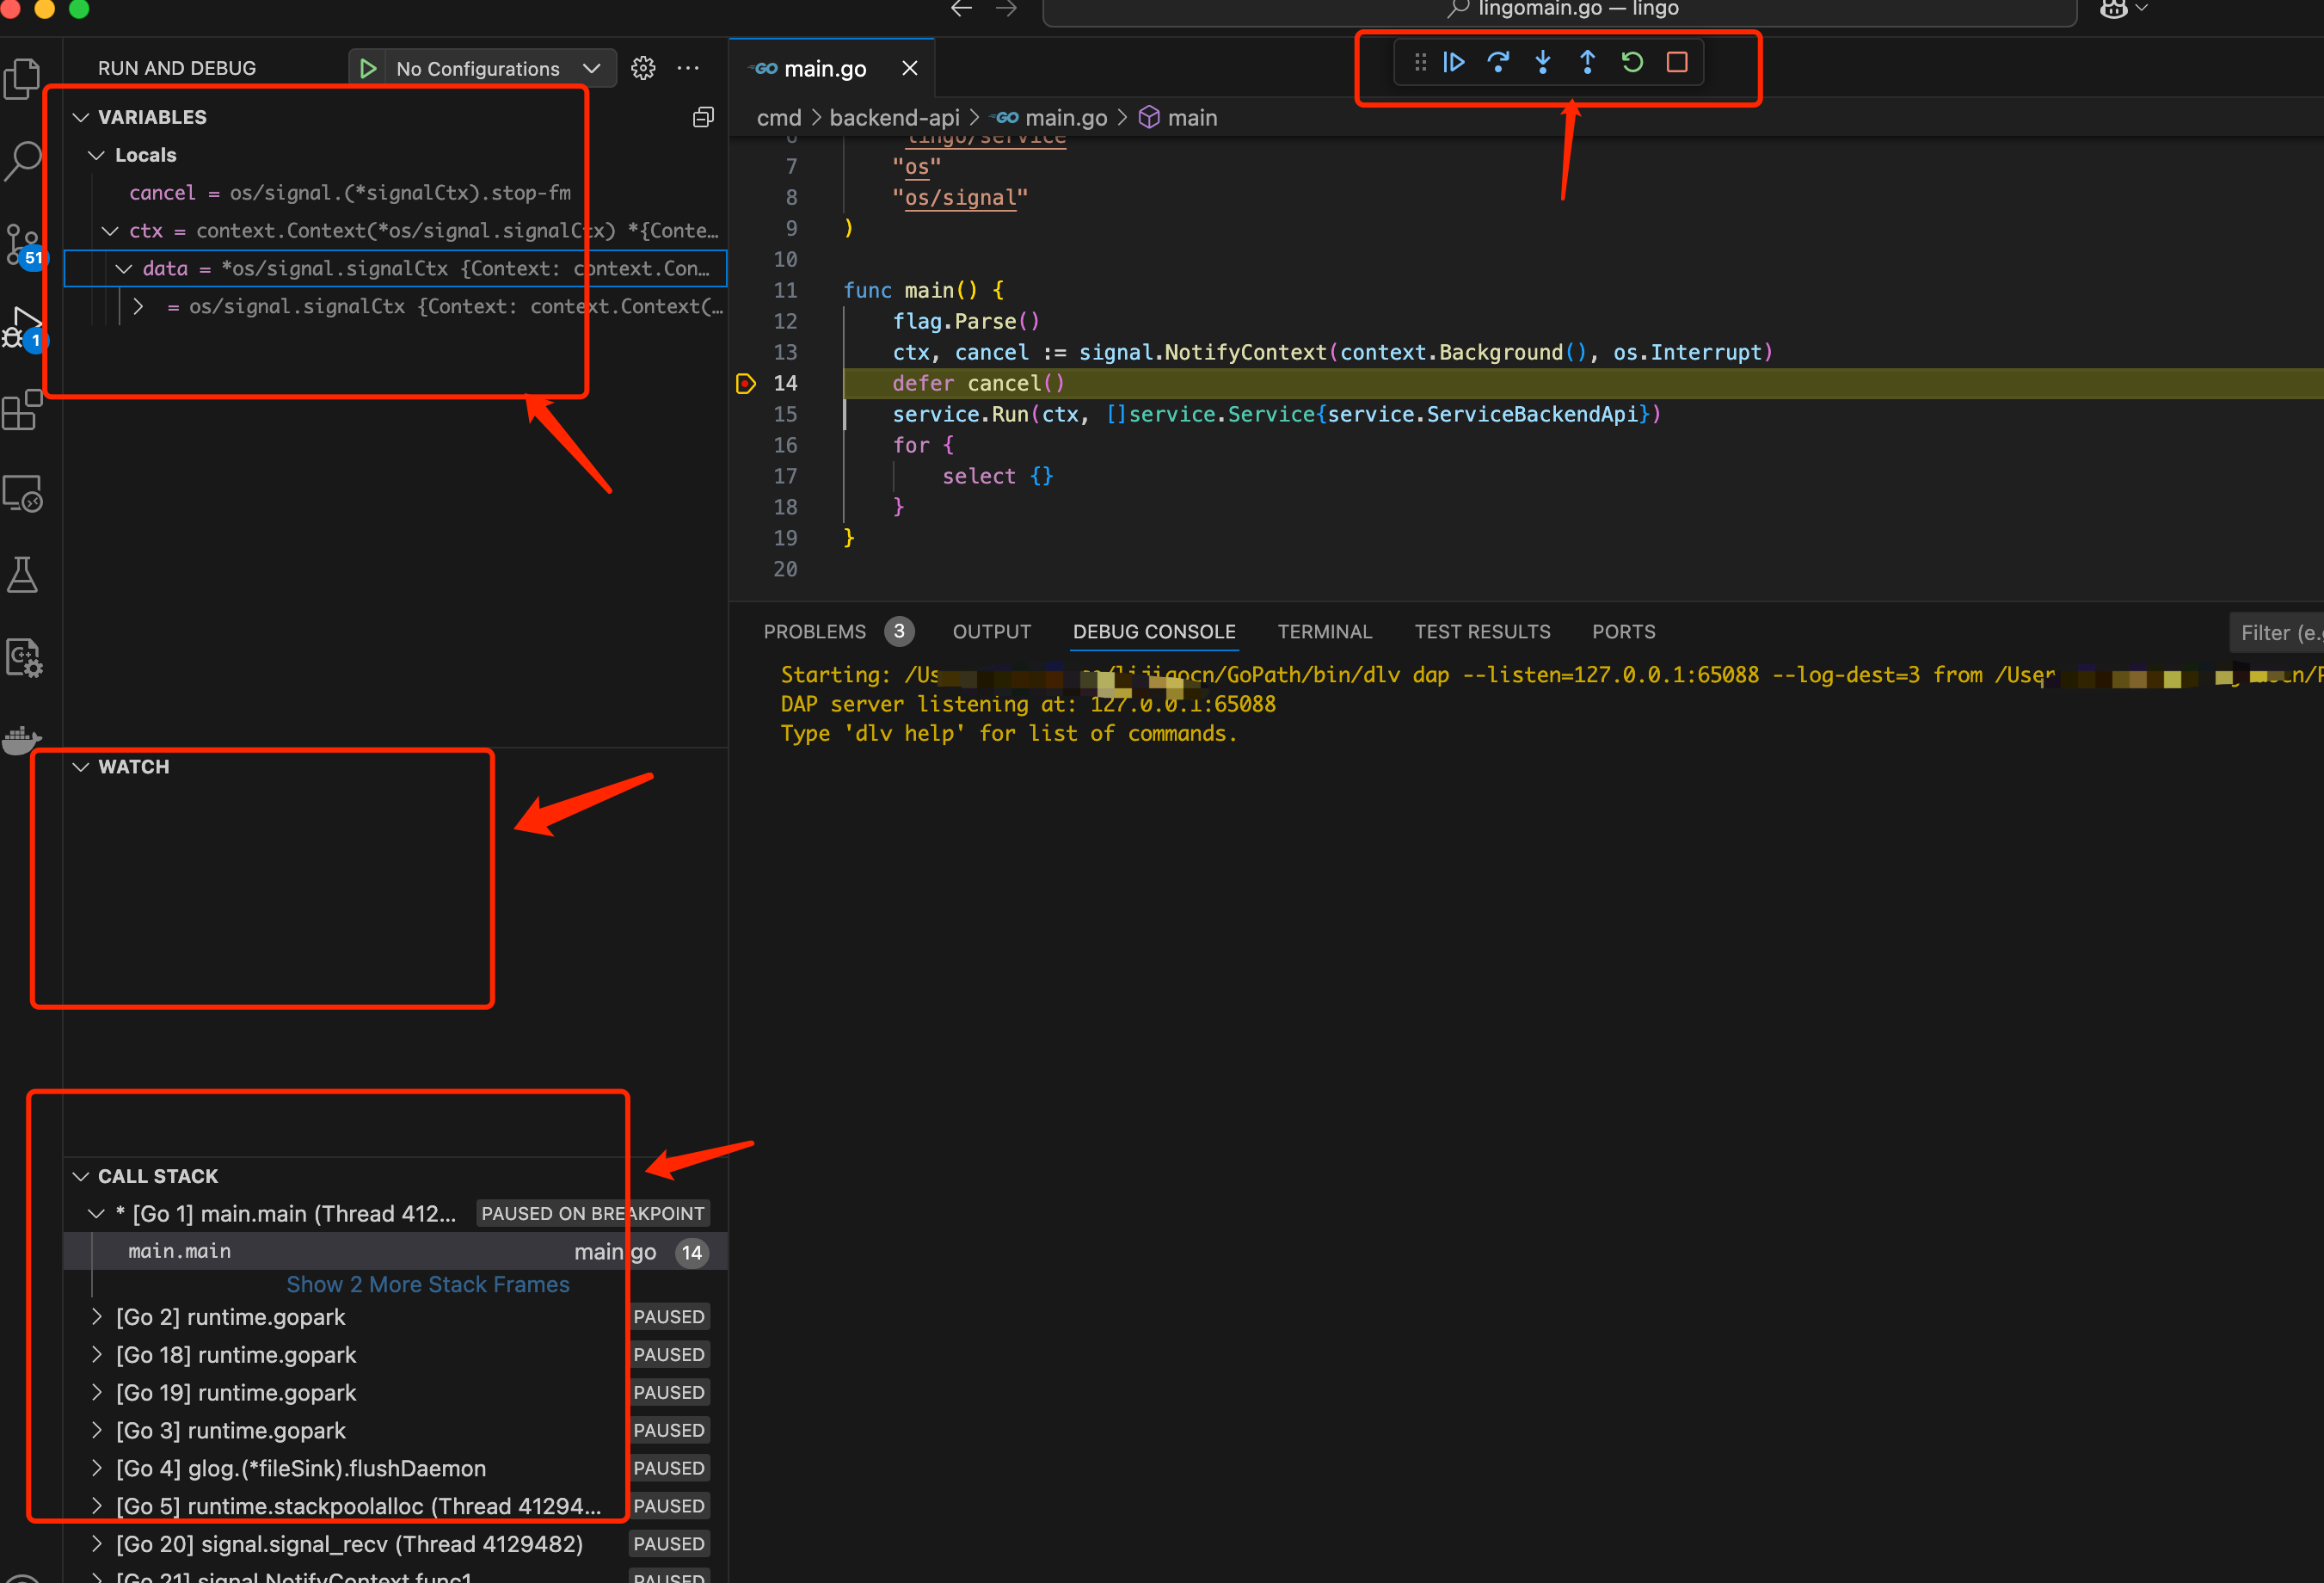 lingomain.go — lingo
RUN AND DEBUG
No Configurations
VARIABLES
Locals
cancel = os/signal.(*signalCtx).stop-fm
ctx = context.Context(*os/signal.signalCtx) *{Conte…
data = *os/signal.signalCtx {Context: context.Con…
= os/signal.signalCtx {Context: context.Context(…
51
1
WATCH
CALL STACK
* [Go 1] main.main (Thread 412… PAUSED ON BREAKPOINT
main.main main.go 14
Show 2 More Stack Frames
[Go 2] runtime.gopark PAUSED
[Go 18] runtime.gopark PAUSED
[Go 19] runtime.gopark PAUSED
[Go 3] runtime.gopark PAUSED
[Go 4] glog.(*fileSink).flushDaemon PAUSED
[Go 5] runtime.stackpoolalloc (Thread 41294… PAUSED
[Go 20] signal.signal_recv (Thread 4129482) PAUSED
[Go 21] signal.NotifyContext.func1 PAUSED
GO main.go
cmd > backend-api > GO main.go > main
6 lingo/service
7 "os"
8 "os/signal"
9 )
10
11 func main() {
12 flag.Parse()
13 ctx, cancel := signal.NotifyContext(context.Background(), os.Interrupt)
14 defer cancel()
15 service.Run(ctx, []service.Service{service.ServiceBackendApi})
16 for {
17 select {}
18 }
19 }
20
PROBLEMS 3 OUTPUT DEBUG CONSOLE TERMINAL TEST RESULTS PORTS
Filter (e.g
Starting: /Us /lijigocn/GoPath/bin/dlv dap --listen=127.0.0.1:65088 --log-dest=3 from /User
DAP server listening at: 127.0.0.1:65088
Type 'dlv help' for list of commands.